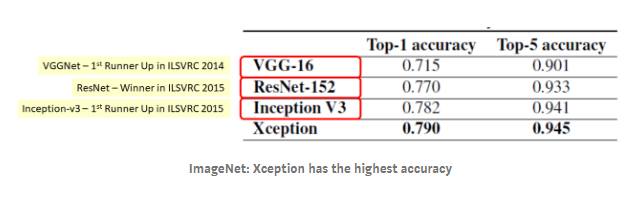 Top-1 accuracy Top-5 accuracy
VGGNet – 1st Runner Up in ILSVRC 2014 VGG-16 0.715 0.901
ResNet – Winner in ILSVRC 2015 ResNet-152 0.770 0.933
Inception-v3 – 1st Runner Up in ILSVRC 2015 Inception V3 0.782 0.941
Xception 0.790 0.945
ImageNet: Xception has the highest accuracy